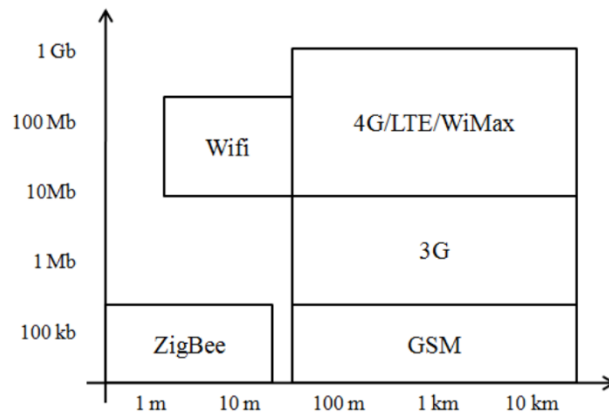 1 Gb
100 Mb
4G/LTE/WiMax
Wifi
10Mb
3G
1 Mb
100 kb
ZigBee
GSM
1 m
10 m
100 m
1 km
10 km